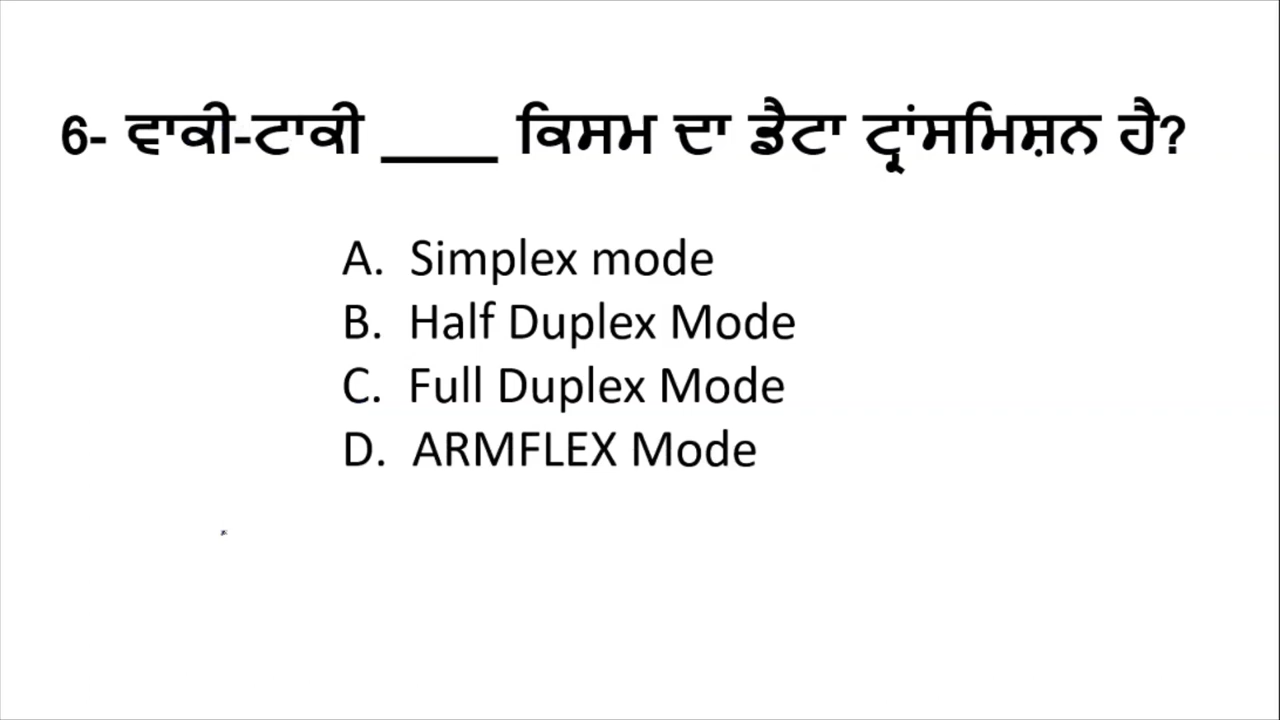 6- ਵਾਕੀ-ਟਾਕੀ ____ ਕਿਸਮ ਦਾ ਡੈਟਾ ਟ੍ਰਾਂਸਮਿਸ਼ਨ ਹੈ?
A. Simplex mode
B. Half Duplex Mode
C. Full Duplex Mode
D. ARMFLEX Mode